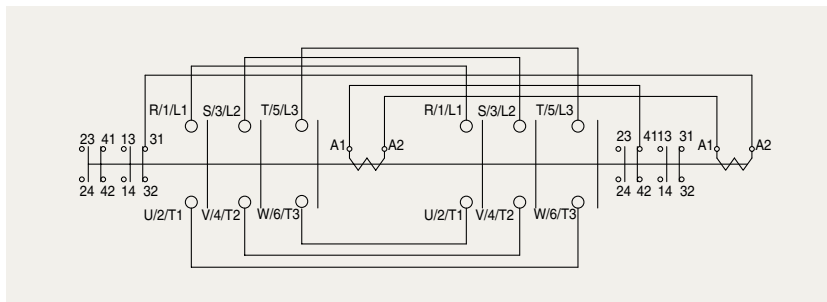 R/1/L1 S/3/L2 T/5/L3 R/1/L1 S/3/L2 T/5/L3
23 41 13 31 A1 A2 23 4113 31 A1 A2
24 42 14 32 24 42 14 32
U/2/T1 V/4/T2 W/6/T3 U/2/T1 V/4/T2 W/6/T3